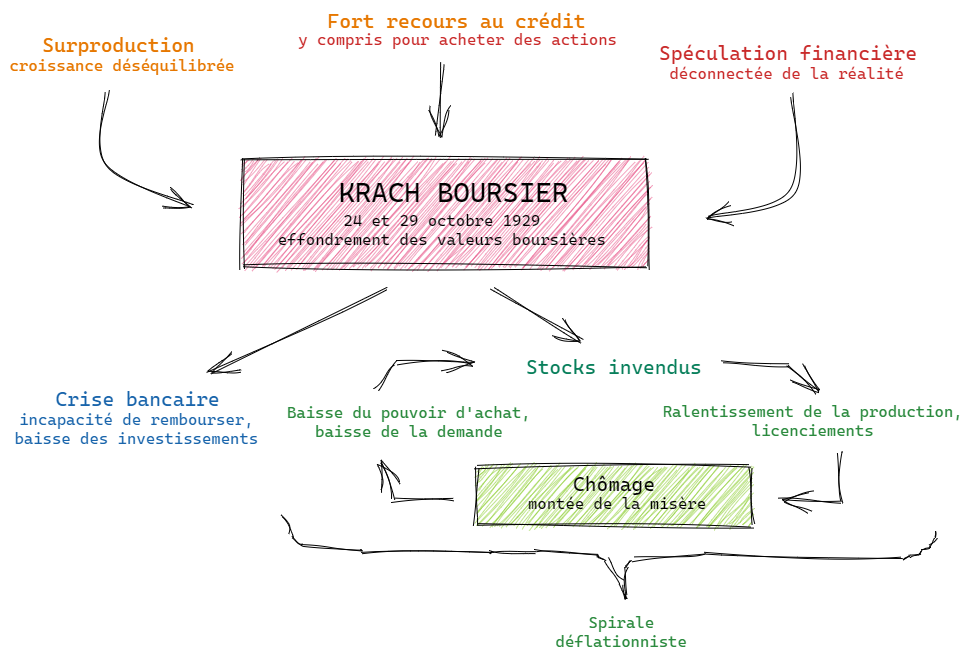 Fort recours au crédit
y compris pour acheter des actions
Surproduction
croissance déséquilibrée
Spéculation financière
déconnectée de la réalité
KRACH BOURSIER
24 et 29 octobre 1929
effondrement des valeurs boursières
Stocks invendus
Crise bancaire
incapacité de rembourser,
baisse des investissements
Baisse du pouvoir d'achat,
baisse de la demande
Ralentissement de la production,
licenciements
Chômage
montée de la misère
Spirale
déflationniste